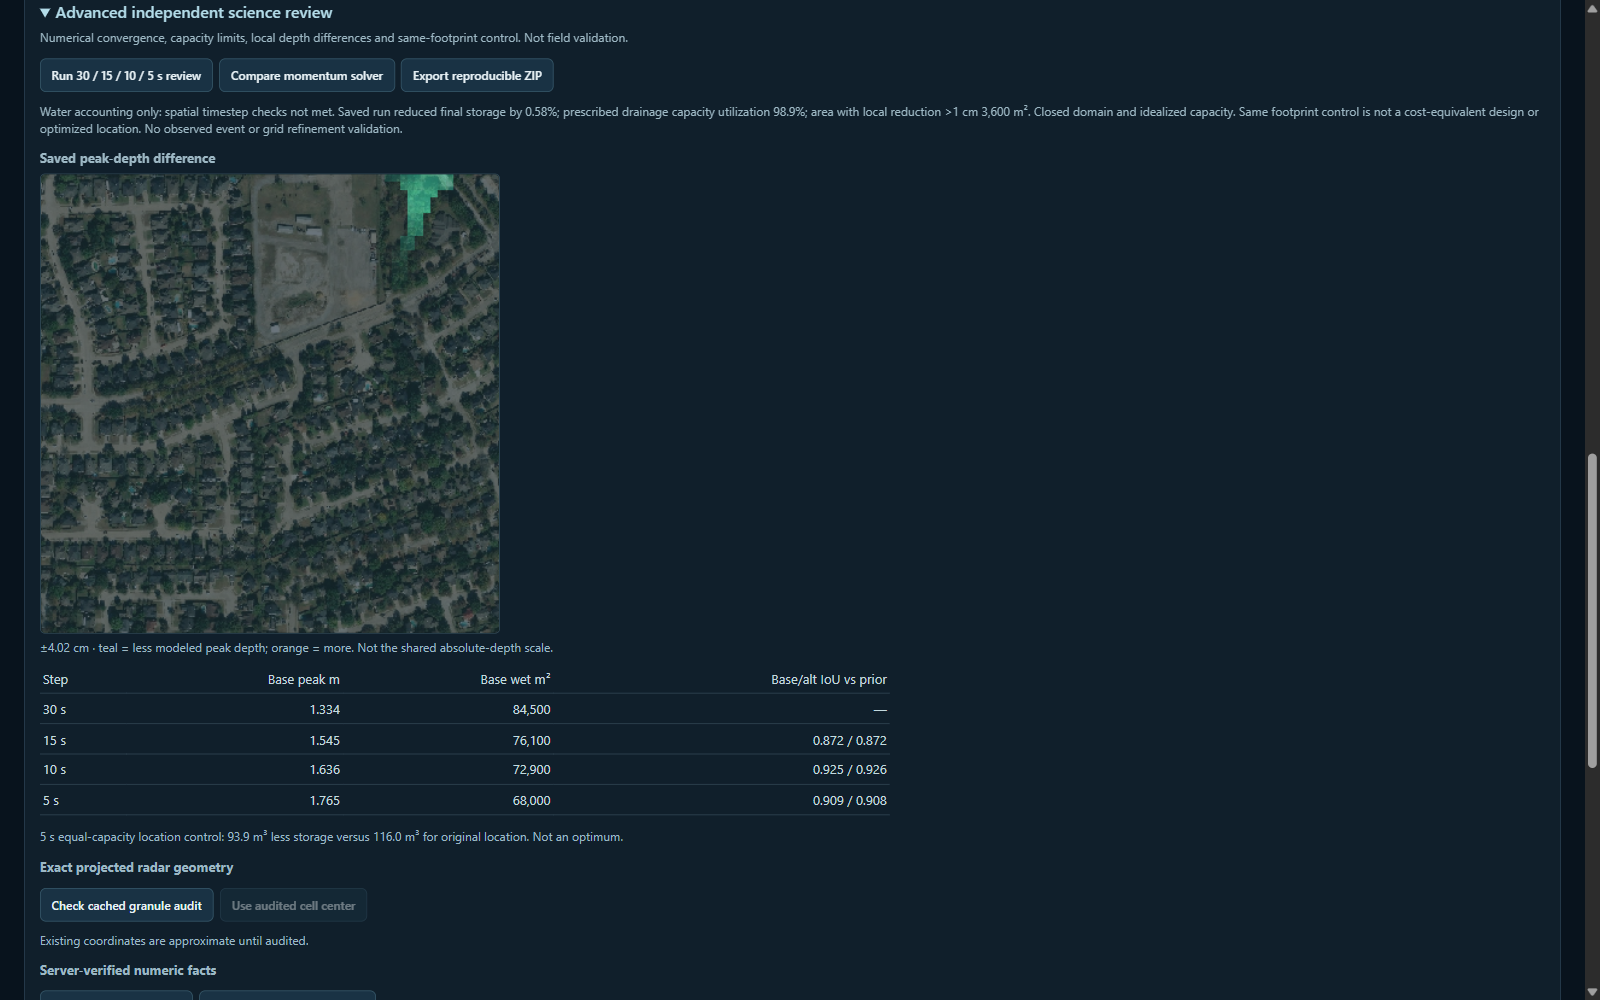 ▼ Advanced independent science review
Numerical convergence, capacity limits, local depth differences and same-footprint control. Not field validation.
Run 30 / 15 / 10 / 5 s review Compare momentum solver Export reproducible ZIP
Water accounting only: spatial timestep checks not met. Saved run reduced final storage by 0.58%; prescribed drainage capacity utilization 98.9%; area with local reduction >1 cm 3,600 m². Closed domain and idealized capacity. Same footprint control is not a cost-equivalent design or
optimized location. No observed event or grid refinement validation.
Saved peak-depth difference
±4.02 cm · teal = less modeled peak depth; orange = more. Not the shared absolute-depth scale.
Step Base peak m Base wet m² Base/alt IoU vs prior
30 s 1.334 84,500 —
15 s 1.545 76,100 0.872 / 0.872
10 s 1.636 72,900 0.925 / 0.926
5 s 1.765 68,000 0.909 / 0.908
5 s equal-capacity location control: 93.9 m³ less storage versus 116.0 m³ for original location. Not an optimum.
Exact projected radar geometry
Check cached granule audit Use audited cell center
Existing coordinates are approximate until audited.
Server-verified numeric facts